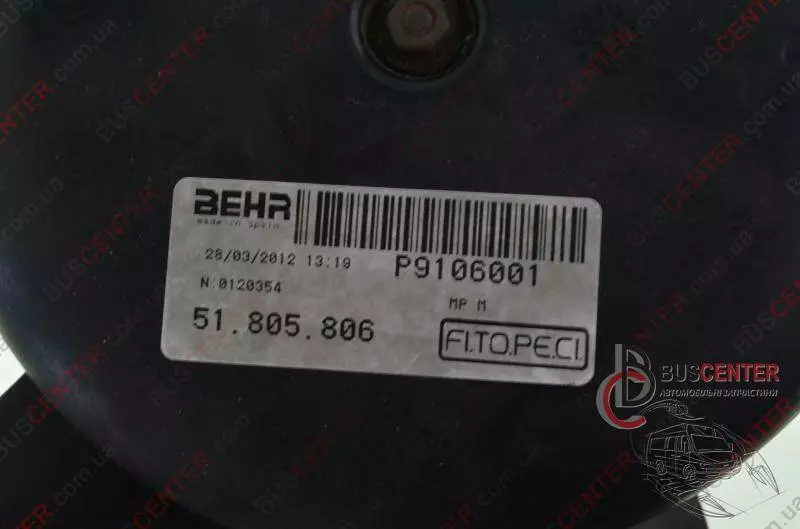 BEHR
made in spain
28/03/2012 13:19
P9106001
N:0120354
MP M
51.805.806
FI.TO.PE.CI.
BUSCENTER
АВТОМОБІЛЬНІ ЗАПЧАСТИНИ
BUSCENTER.com.ua